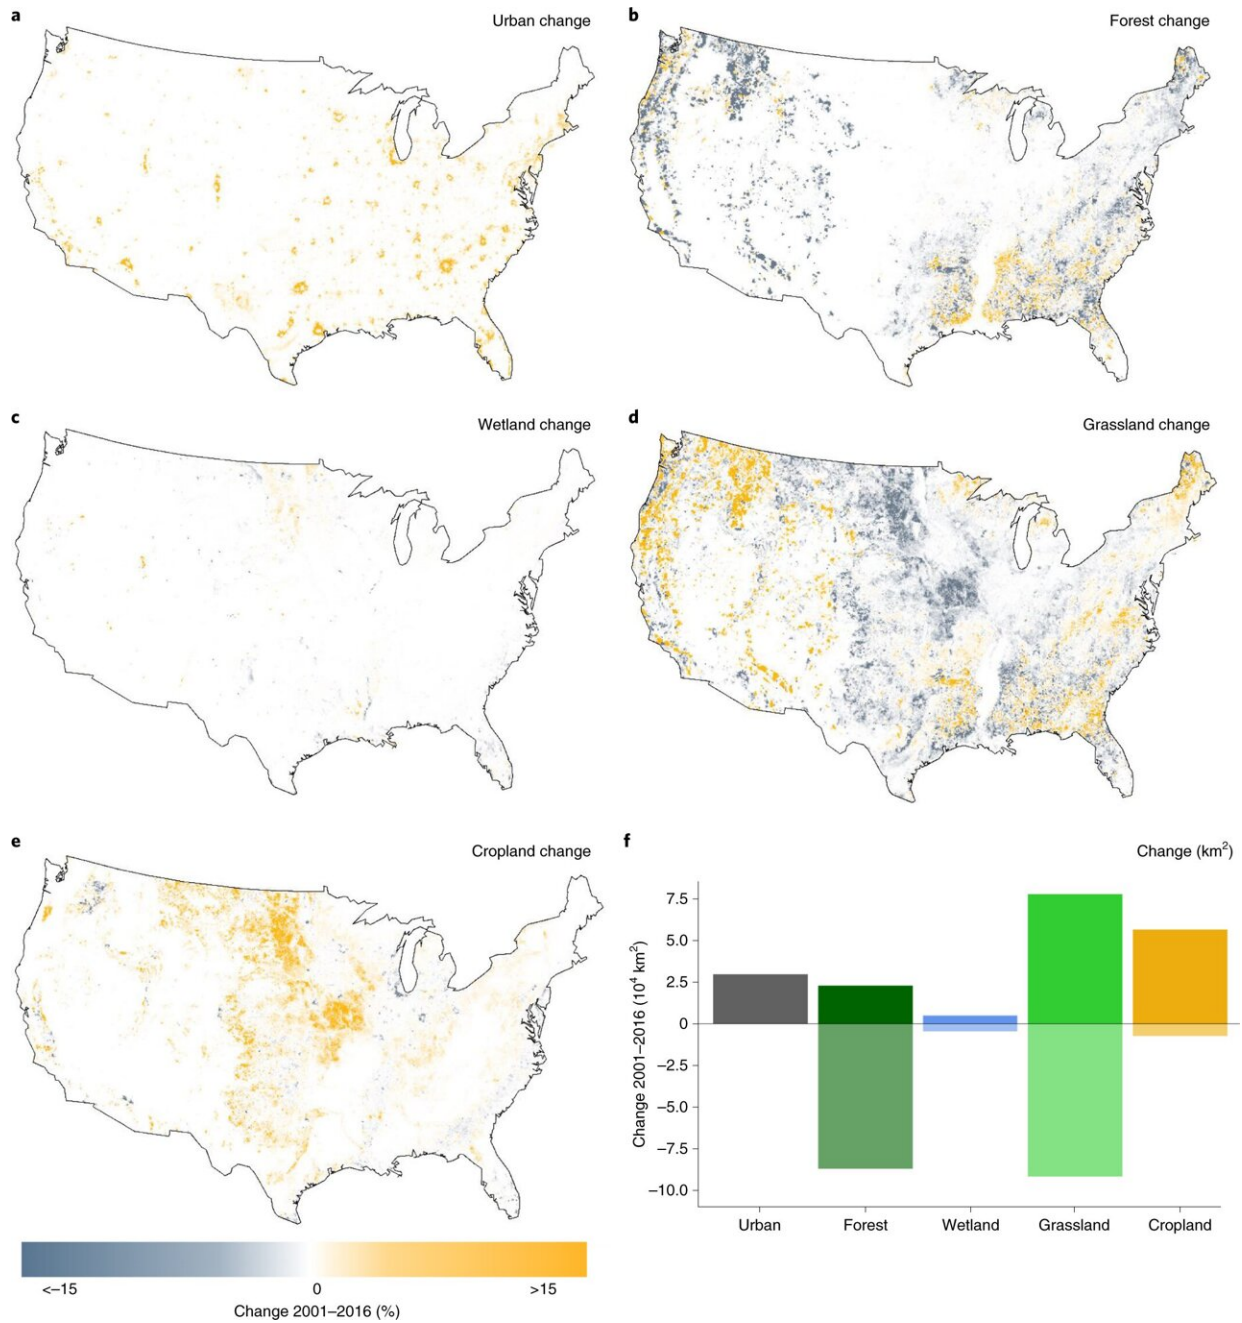 a
Urban change
b
Forest change
c
Wetland change
d
Grassland change
e
Cropland change
<–15
0
>15
Change 2001–2016 (%)
f
Change (km²)
Change 2001–2016 (10⁴ km²)
7.5
5.0
2.5
0
–2.5
–5.0
–7.5
–10.0
Urban
Forest
Wetland
Grassland
Cropland